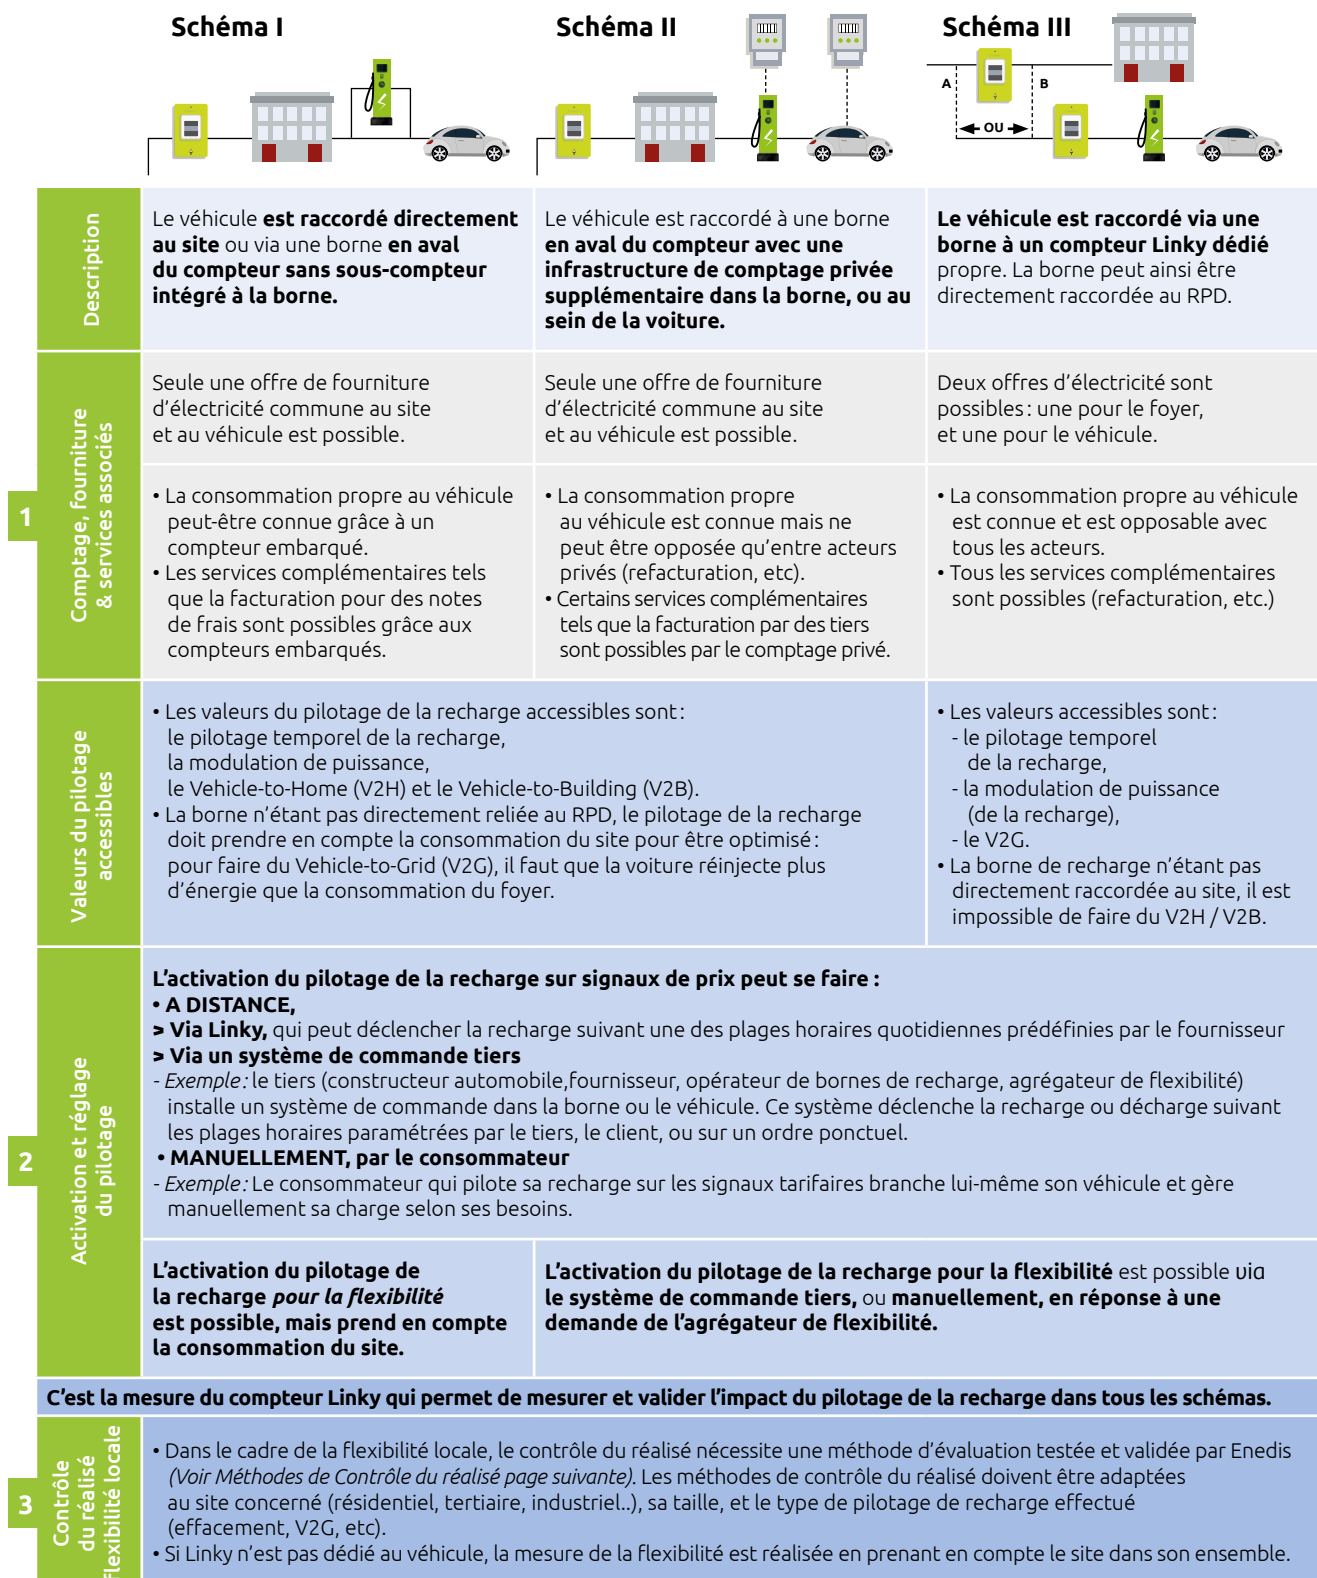 Schéma I
Schéma II
Schéma III
A
B
OU
Description
Le véhicule est raccordé directement
au site ou via une borne en aval
du compteur sans sous-compteur
intégré à la borne.
Le véhicule est raccordé à une borne
en aval du compteur avec une
infrastructure de comptage privée
supplémentaire dans la borne, ou au
sein de la voiture.
Le véhicule est raccordé via une
borne à un compteur Linky dédié
propre. La borne peut ainsi être
directement raccordée au RPD.
1
Comptage, fourniture
& services associés
Seule une offre de fourniture
d’électricité commune au site
et au véhicule est possible.
Seule une offre de fourniture
d’électricité commune au site
et au véhicule est possible.
Deux offres d’électricité sont
possibles : une pour le foyer,
et une pour le véhicule.
• La consommation propre au véhicule
peut-être connue grâce à un
compteur embarqué.
• Les services complémentaires tels
que la facturation pour des notes
de frais sont possibles grâce aux
compteurs embarqués.
• La consommation propre
au véhicule est connue mais ne
peut être opposée qu’entre acteurs
privés (refacturation, etc).
• Certains services complémentaires
tels que la facturation par des tiers
sont possibles par le comptage privé.
• La consommation propre au véhicule
est connue et est opposable avec
tous les acteurs.
• Tous les services complémentaires
sont possibles (refacturation, etc.)
Valeurs du pilotage
accessibles
• Les valeurs du pilotage de la recharge accessibles sont :
le pilotage temporel de la recharge,
la modulation de puissance,
le Vehicle-to-Home (V2H) et le Vehicle-to-Building (V2B).
• La borne n’étant pas directement reliée au RPD, le pilotage de la recharge
doit prendre en compte la consommation du site pour être optimisé :
pour faire du Vehicle-to-Grid (V2G), il faut que la voiture réinjecte plus
d’énergie que la consommation du foyer.
• Les valeurs accessibles sont :
- le pilotage temporel
de la recharge,
- la modulation de puissance
(de la recharge),
- le V2G.
• La borne de recharge n’étant pas
directement raccordée au site, il est
impossible de faire du V2H / V2B.
2
Activation et réglage
du pilotage
L’activation du pilotage de la recharge sur signaux de prix peut se faire :
• A DISTANCE,
> Via Linky, qui peut déclencher la recharge suivant une des plages horaires quotidiennes prédéfinies par le fournisseur
> Via un système de commande tiers
- Exemple : le tiers (constructeur automobile,fournisseur, opérateur de bornes de recharge, agrégateur de flexibilité)
installe un système de commande dans la borne ou le véhicule. Ce système déclenche la recharge ou décharge suivant
les plages horaires paramétrées par le tiers, le client, ou sur un ordre ponctuel.
• MANUELLEMENT, par le consommateur
- Exemple : Le consommateur qui pilote sa recharge sur les signaux tarifaires branche lui-même son véhicule et gère
manuellement sa charge selon ses besoins.
L’activation du pilotage de
la recharge pour la flexibilité
est possible, mais prend en compte
la consommation du site.
L’activation du pilotage de la recharge pour la flexibilité est possible via
le système de commande tiers, ou manuellement, en réponse à une
demande de l’agrégateur de flexibilité.
C’est la mesure du compteur Linky qui permet de mesurer et valider l’impact du pilotage de la recharge dans tous les schémas.
3
Contrôle
du réalisé
flexibilité locale
• Dans le cadre de la flexibilité locale, le contrôle du réalisé nécessite une méthode d’évaluation testée et validée par Enedis
(Voir Méthodes de Contrôle du réalisé page suivante). Les méthodes de contrôle du réalisé doivent être adaptées
au site concerné (résidentiel, tertiaire, industriel..), sa taille, et le type de pilotage de recharge effectué
(effacement, V2G, etc).
• Si Linky n’est pas dédié au véhicule, la mesure de la flexibilité est réalisée en prenant en compte le site dans son ensemble.